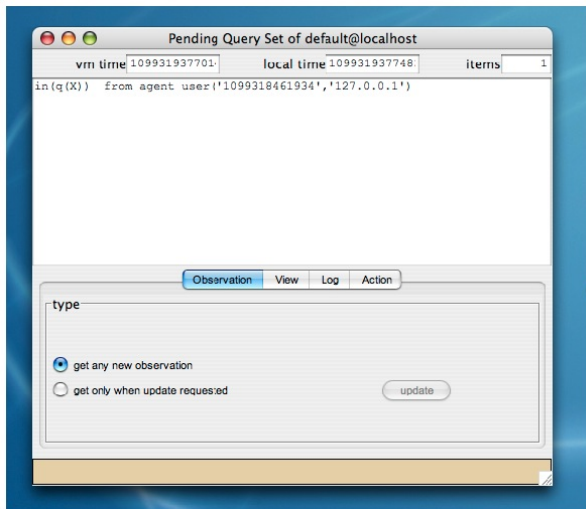 Pending Query Set of default@localhost
vm time 109931937701 local time 109931937748 items 1
in(q(X)) from agent user('1099318461934','127.0.0.1')
Observation View Log Action
type
get any new observation
get only when update requested
update